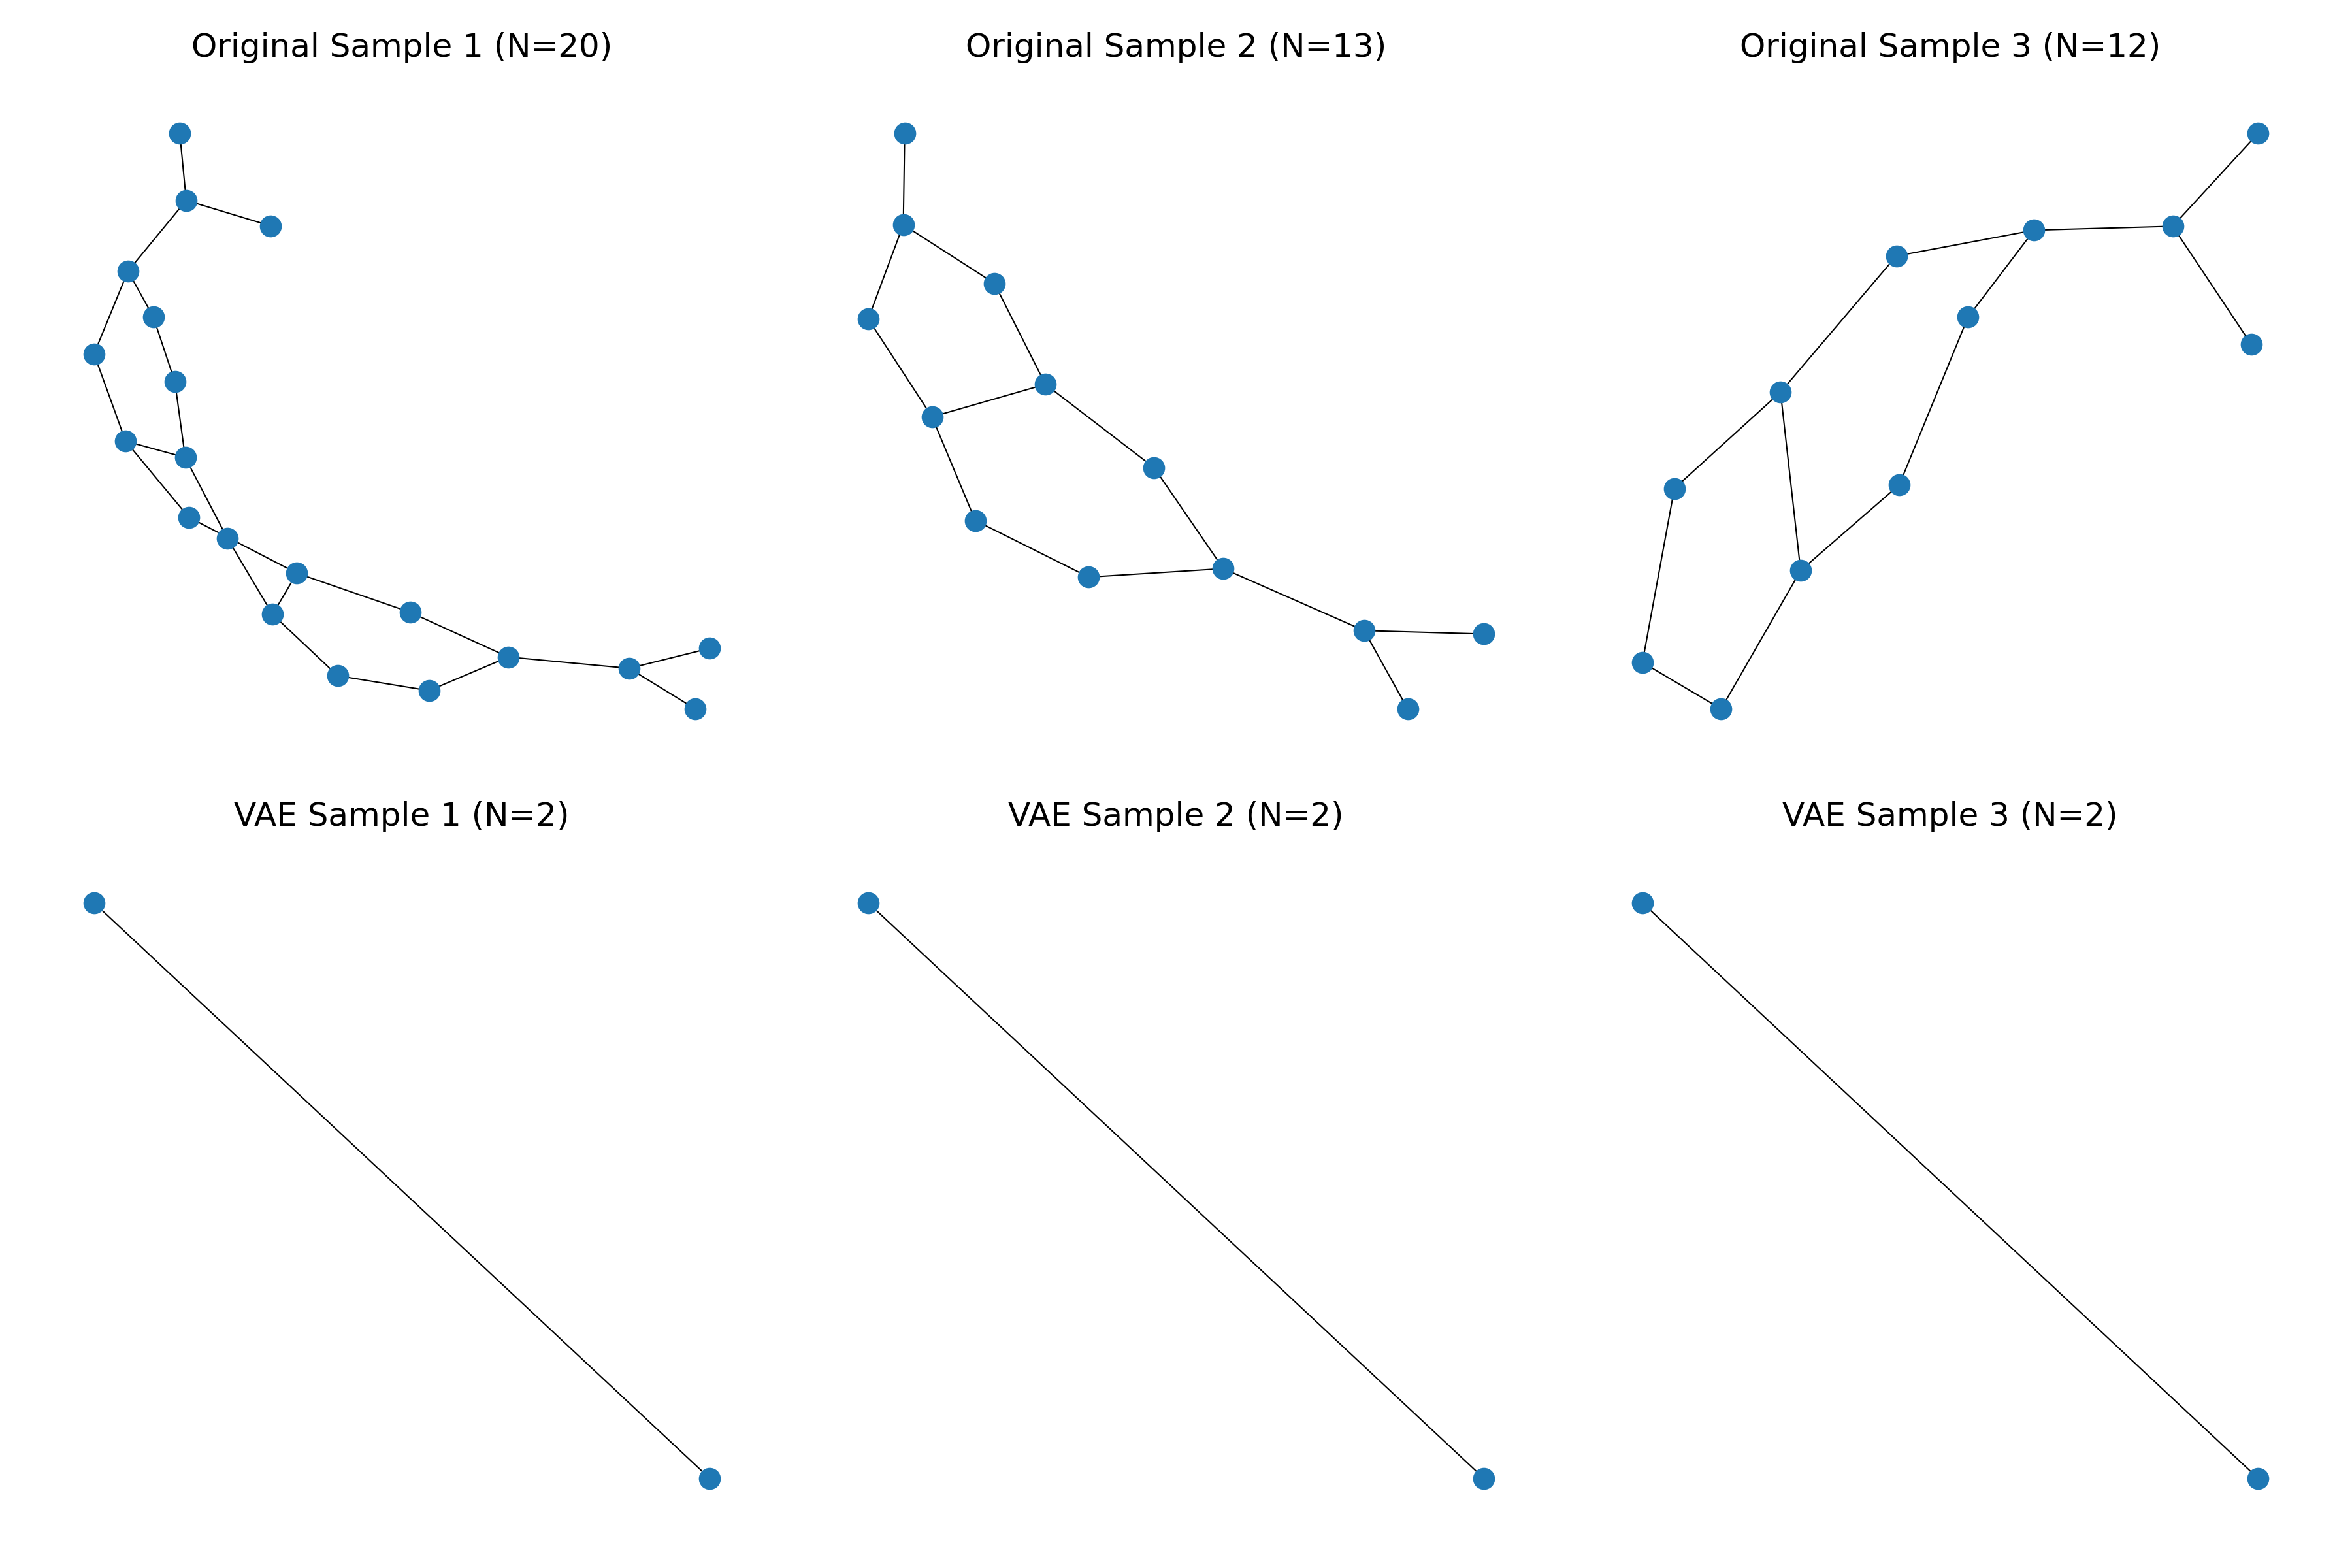 Original Sample 1 (N=20)
Original Sample 2 (N=13)
Original Sample 3 (N=12)
VAE Sample 1 (N=2)
VAE Sample 2 (N=2)
VAE Sample 3 (N=2)